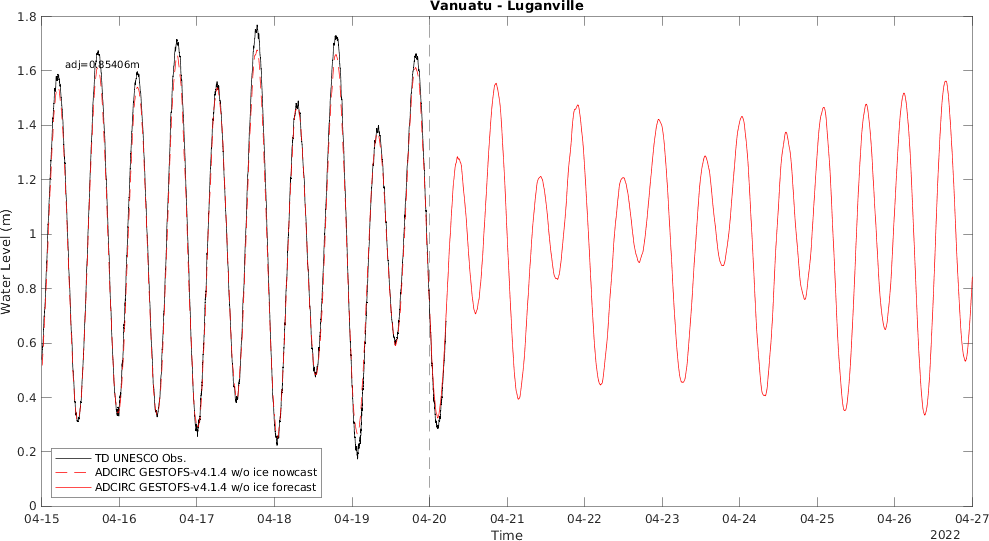 Vanuatu - Luganville
1.8
1.6
1.4
1.2
1
0.8
0.6
0.4
0.2
0
Water Level (m)
adj=0.85406m
TD UNESCO Obs.
ADCIRC GESTOFS-v4.1.4 w/o ice nowcast
ADCIRC GESTOFS-v4.1.4 w/o ice forecast
04-15 04-16 04-17 04-18 04-19 04-20 04-21 04-22 04-23 04-24 04-25 04-26 04-27
Time
2022